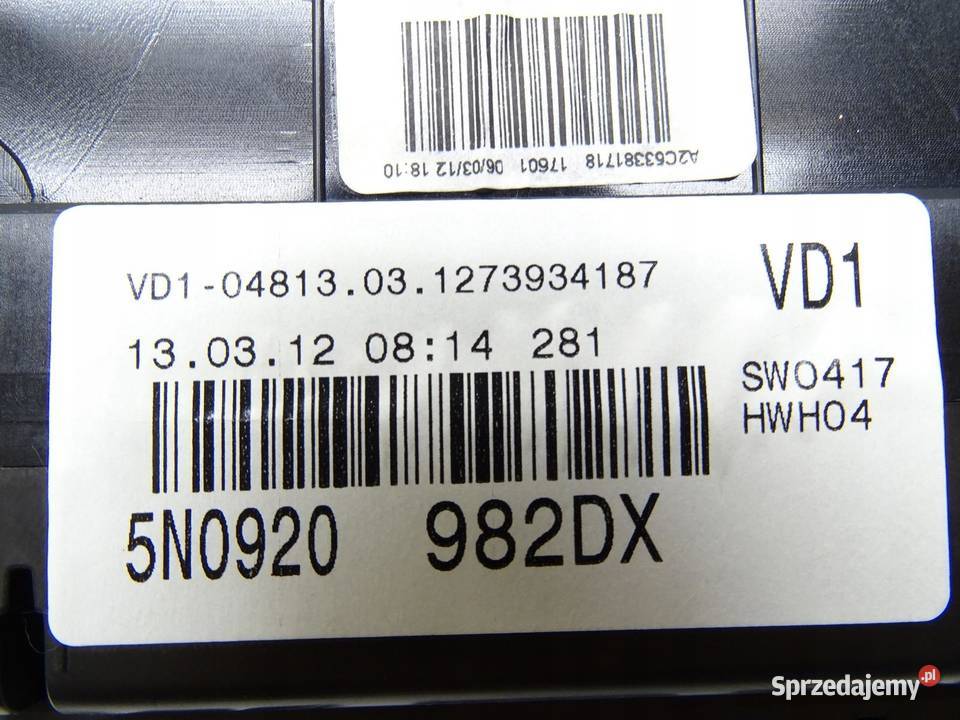 A2C53381718 17601 06/03/12 18:10
VD1-04813.03.1273934187
VD1
13.03.12 08:14 281
SW0417
HWH04
5N0920 982DX
Sprzedajemy.pl